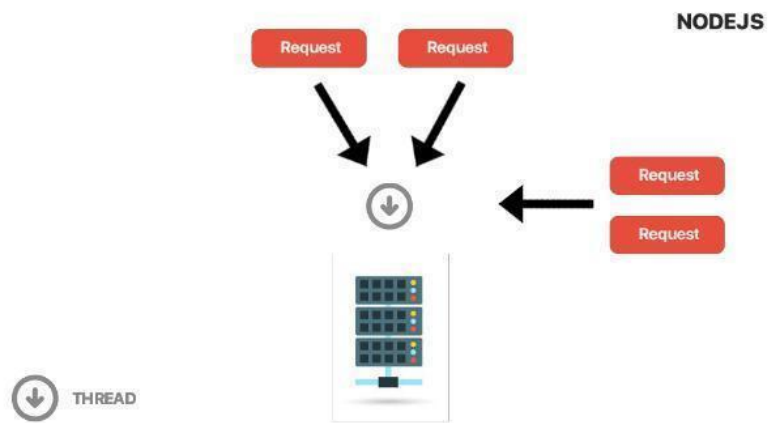 NODEJS
Request
Request
Request
Request
THREAD